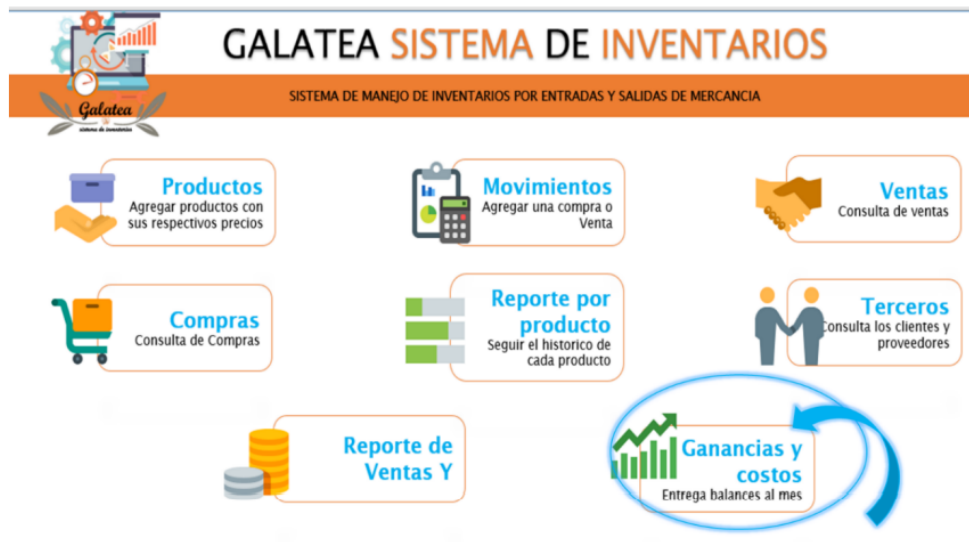 GALATEA SISTEMA DE INVENTARIOS
SISTEMA DE MANEJO DE INVENTARIOS POR ENTRADAS Y SALIDAS DE MERCANCIA
Galatea
sistema de inventarios
Productos
Agregar productos con
sus respectivos precios
Movimientos
Agregar una compra o
Venta
Ventas
Consulta de ventas
Compras
Consulta de Compras
Reporte por
producto
Seguir el historico de
cada producto
Terceros
Consulta los clientes y
proveedores
Reporte de
Ventas Y
Ganancias y
costos
Entrega balances al mes